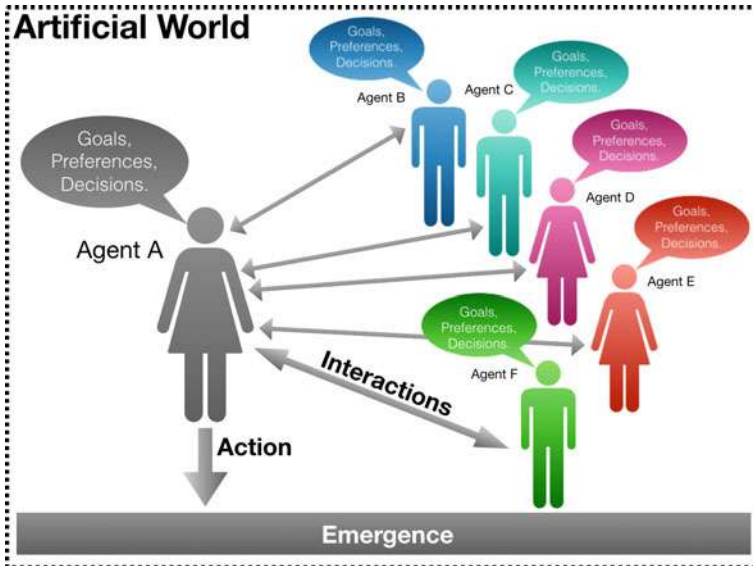 Artificial World
Goals,
Preferences,
Decisions.
Agent B
Agent C
Goals,
Preferences,
Decisions.
Goals,
Preferences,
Decisions.
Agent A
Goals,
Preferences,
Decisions.
Agent D
Goals,
Preferences,
Decisions.
Agent E
Goals,
Preferences,
Decisions.
Agent F
Interactions
Action
Emergence